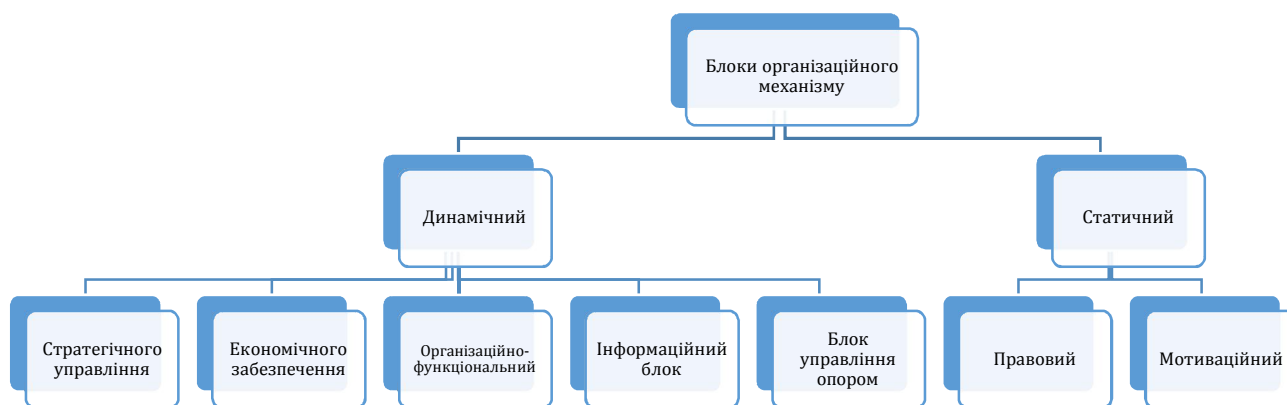 Блоки організаційного
механізму
Динамічний
Статичний
Стратегічного
управління
Економічного
забезпечення
Організаційно-
функціональний
Інформаційний
блок
Блок
управління
опором
Правовий
Мотиваційний